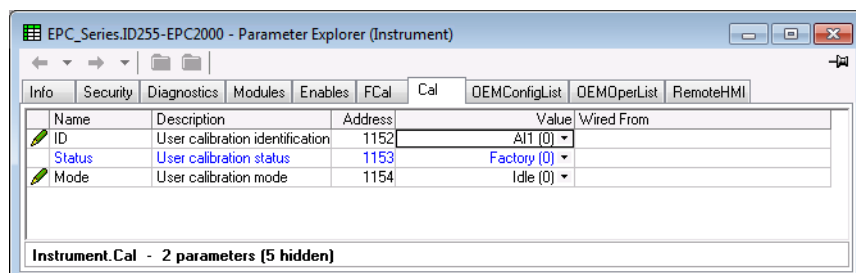 EPC_Series.ID255-EPC2000 - Parameter Explorer (Instrument)
Info Security Diagnostics Modules Enables FCal Cal OEMConfigList OEMOperList RemoteHMI
Name Description Address Value Wired From
ID User calibration identification 1152 AI1 (0)
Status User calibration status 1153 Factory (0)
Mode User calibration mode 1154 Idle (0)
Instrument.Cal - 2 parameters (5 hidden)